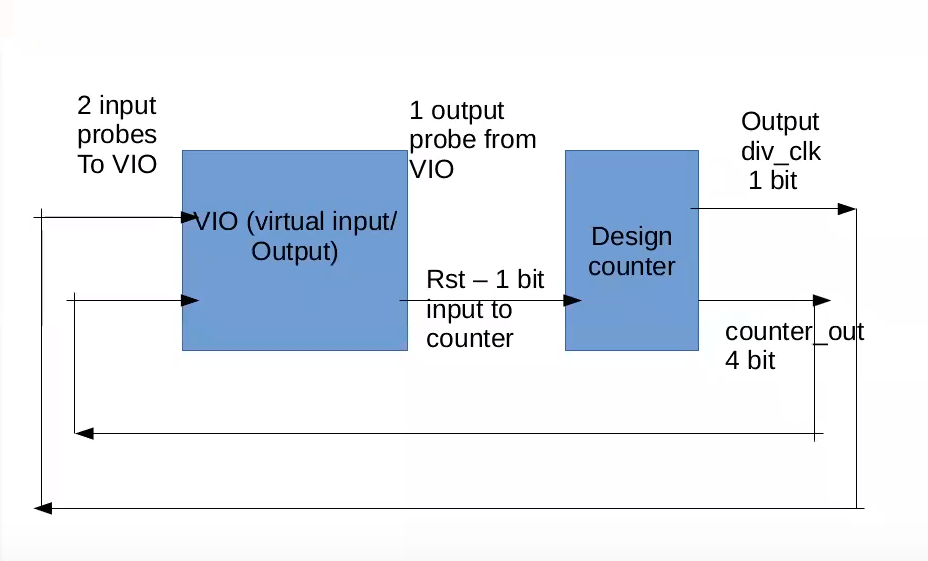 2 input
probes
To VIO
1 output
probe from
VIO
Output
div_clk
1 bit
VIO (virtual input/
Output)
Design
counter
Rst – 1 bit
input to
counter
counter_out
4 bit